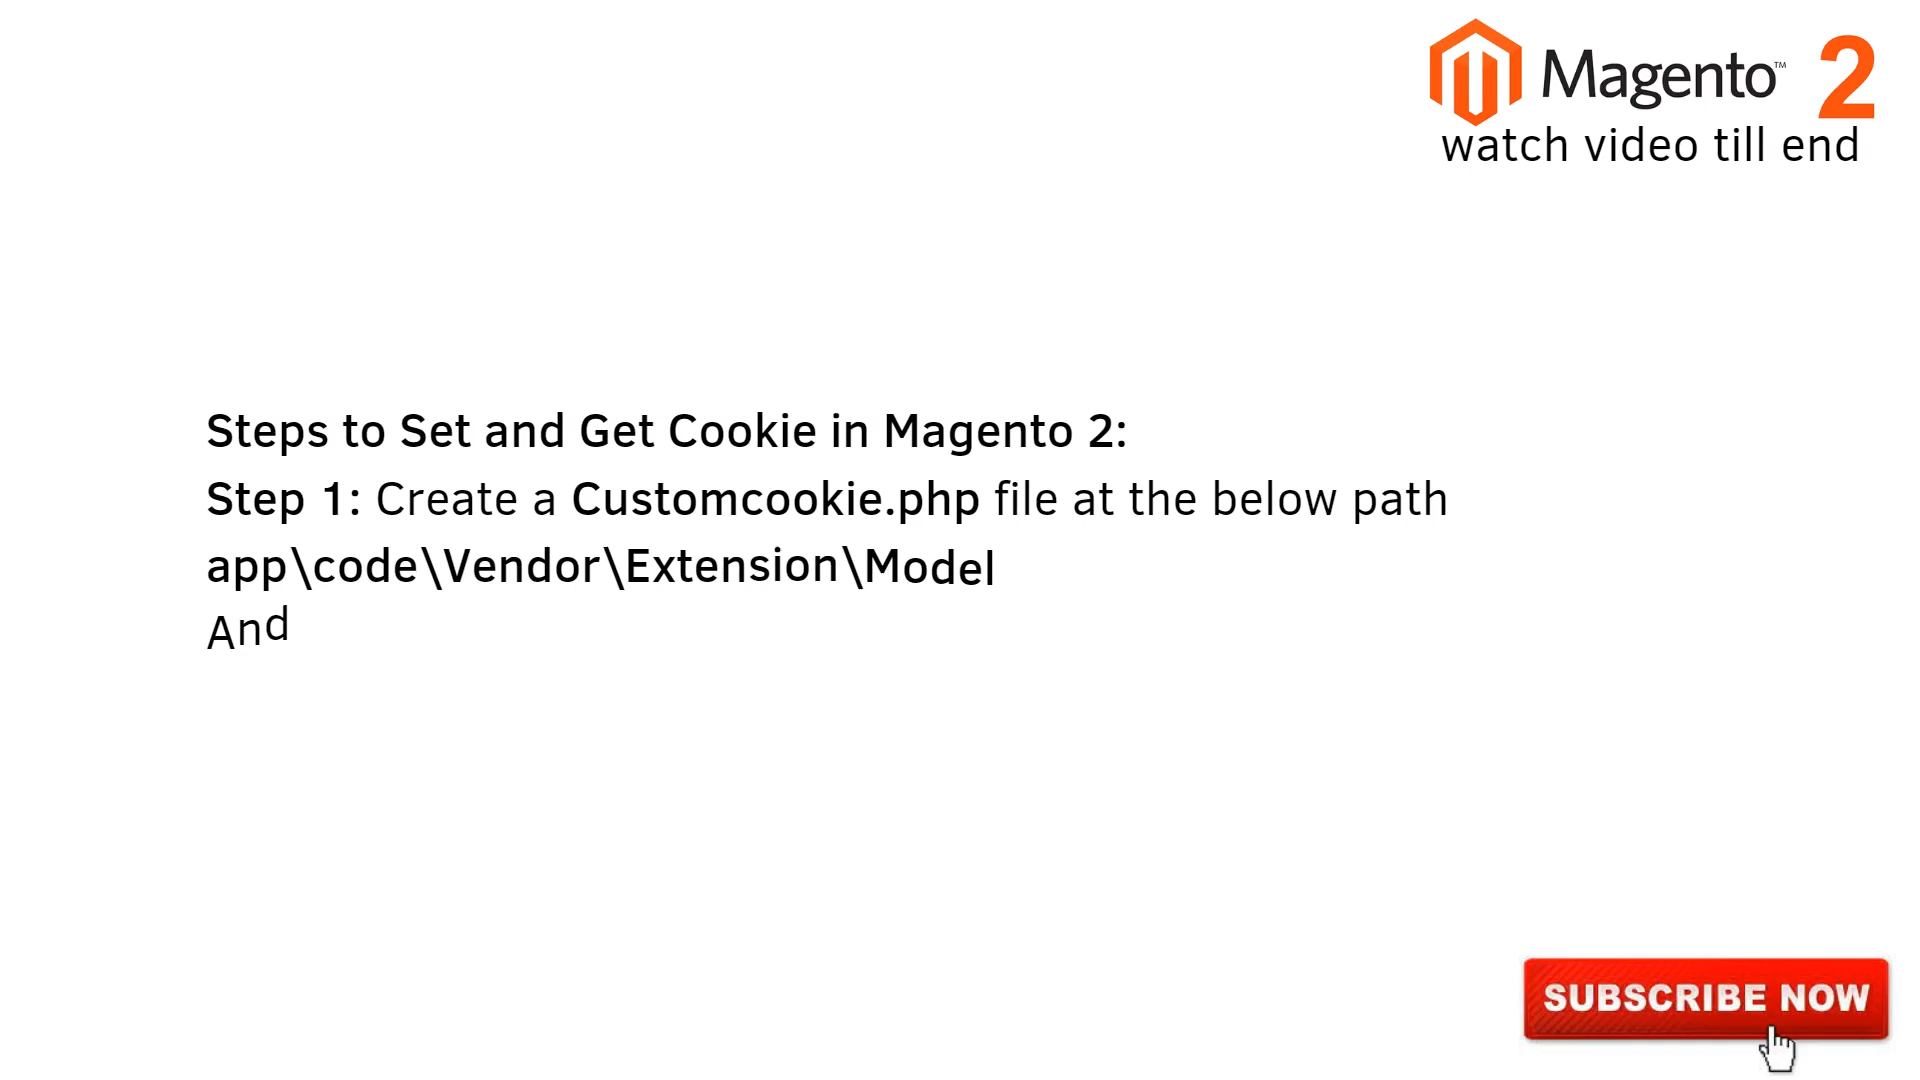 Magento™ 2
watch video till end
Steps to Set and Get Cookie in Magento 2:
Step 1: Create a Customcookie.php file at the below path
app\code\Vendor\Extension\Model
And
SUBSCRIBE NOW